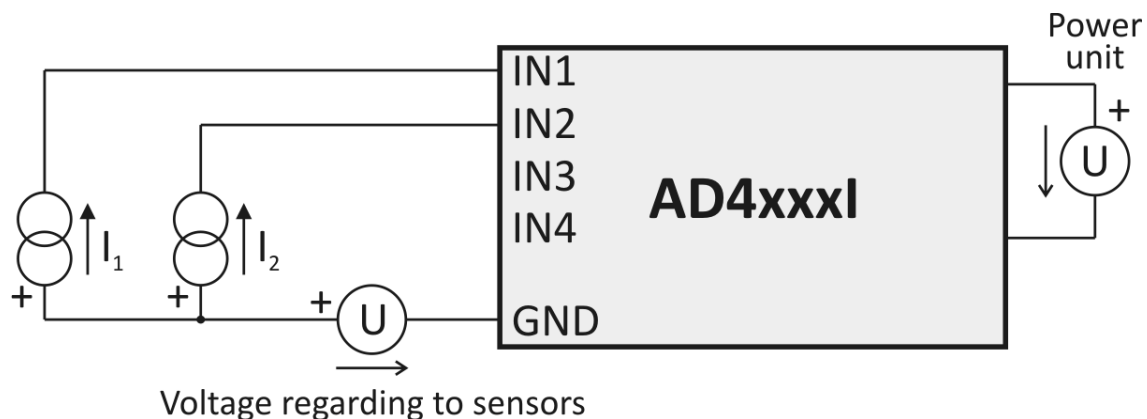 Power
unit
IN1
IN2
IN3
IN4
GND
AD4xxxI
+
U
I1
+
I2
+
+
U
Voltage regarding to sensors